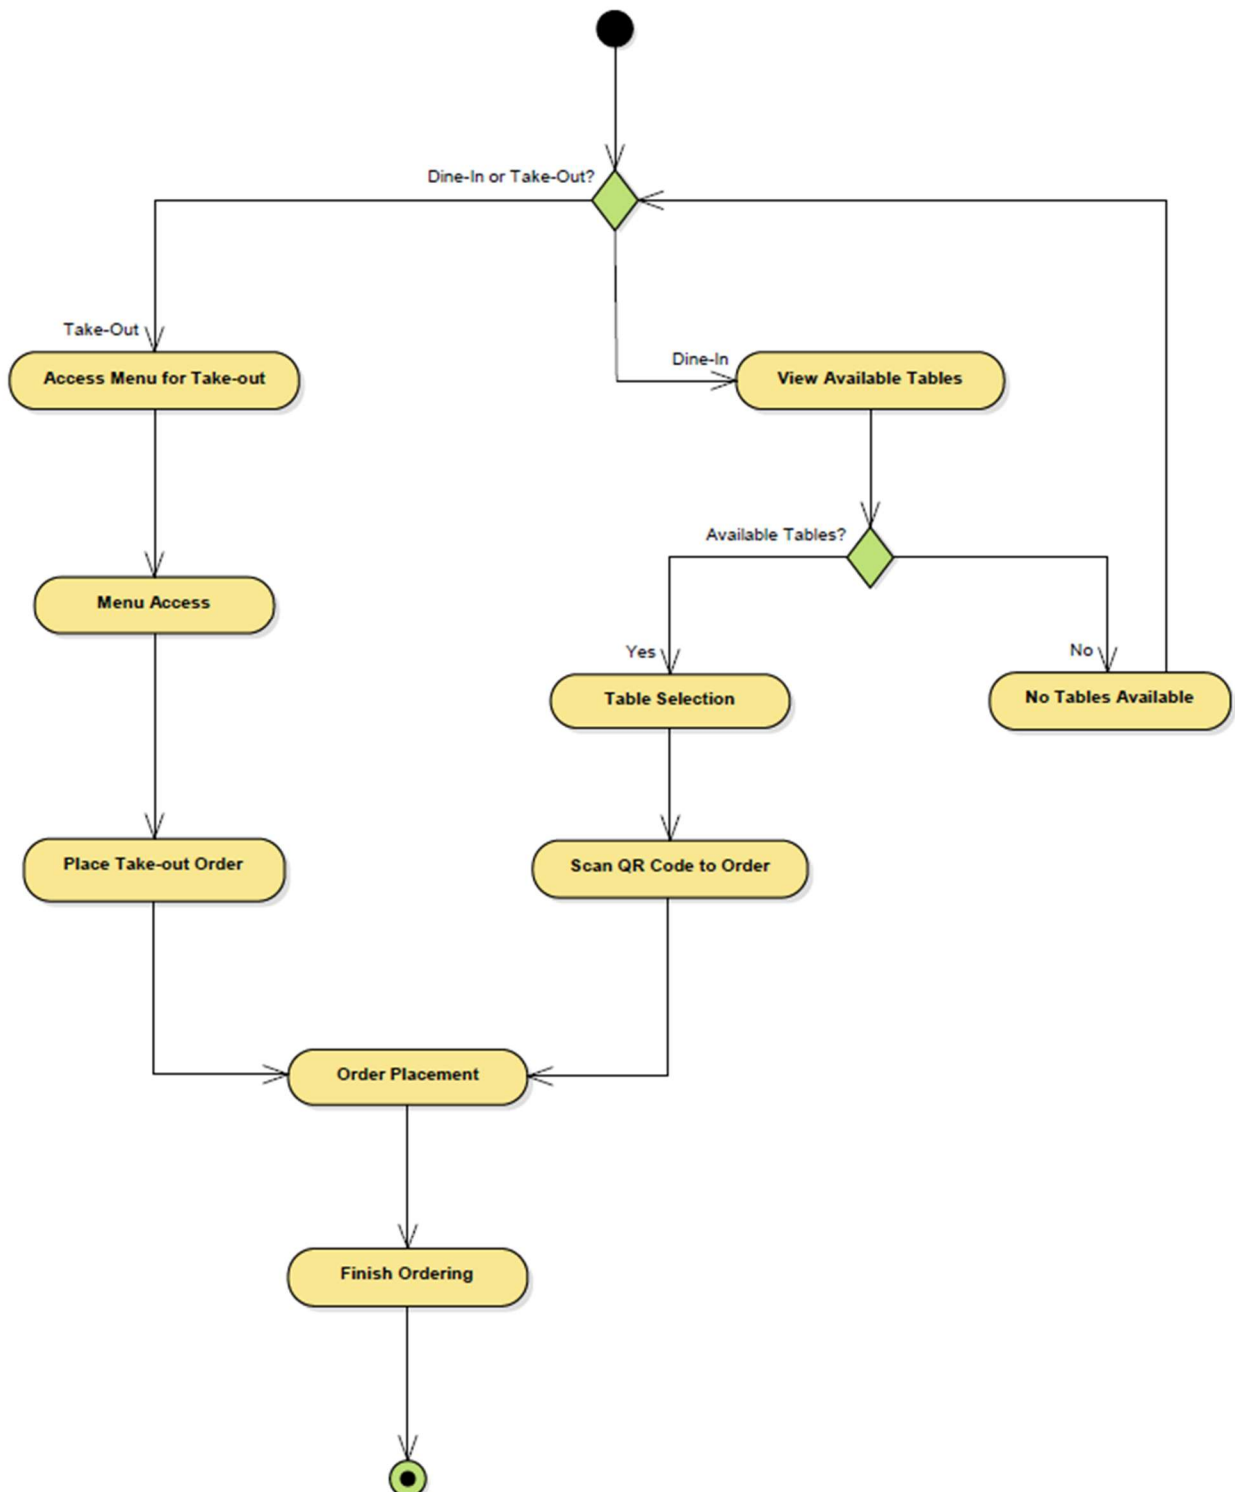 Dine-In or Take-Out?
Take-Out
Access Menu for Take-out
Dine-In
View Available Tables
Available Tables?
Menu Access
Yes
No
Table Selection
No Tables Available
Place Take-out Order
Scan QR Code to Order
Order Placement
Finish Ordering